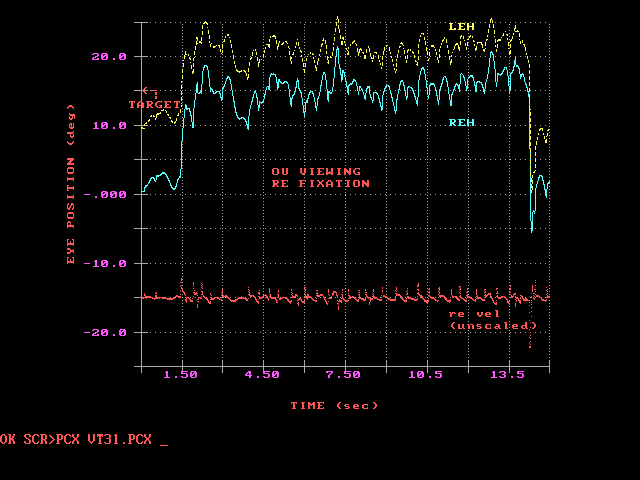 LEH
20.0
TARGET
10.0
REH
EYE POSITION (deg)
OU VIEWING
RE FIXATION
-.000
-10.0
re vel
(unscaled)
-20.0
1.50 4.50 7.50 10.5 13.5
TIME (sec)
OK SCR>PCX VT31.PCX _